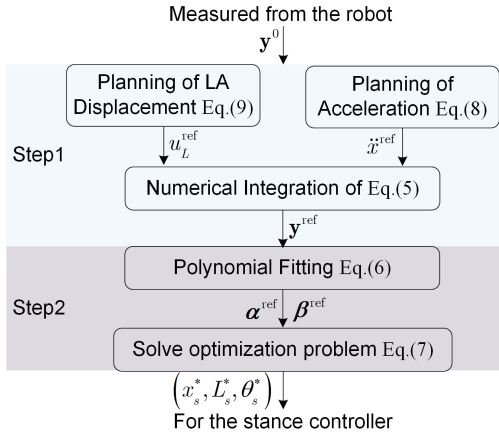 Measured from the robot
y⁰
Planning of LA
Displacement Eq.(9)
Planning of
Acceleration Eq.(8)
Step1
u_L^ref
ẍ^ref
Numerical Integration of Eq.(5)
y^ref
Polynomial Fitting Eq.(6)
Step2
α^ref β^ref
Solve optimization problem Eq.(7)
(x_s^*, L_s^*, θ_s^*)
For the stance controller